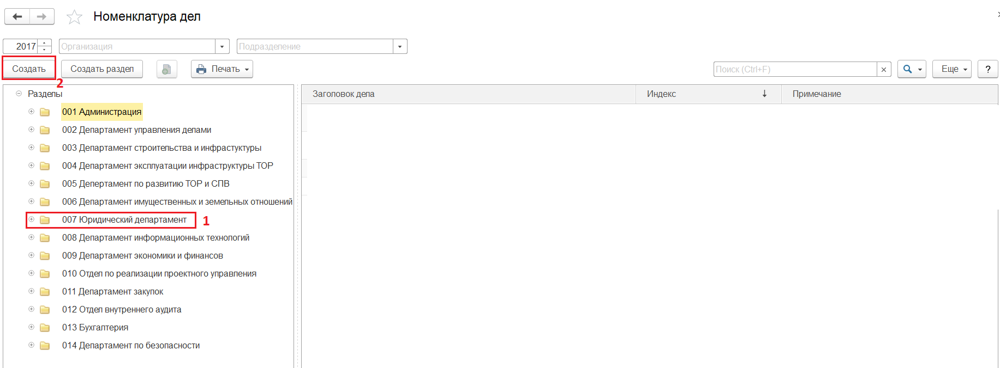 Номенклатура дел
2017 Организация Подразделение
Создать Создать раздел Печать Поиск (Ctrl+F) × Еще ?
2
Разделы Заголовок дела Индекс ↓ Примечание
001 Администрация
002 Департамент управления делами
003 Департамент строительства и инфрастуктуры
004 Департамент эксплуатации инфраструктуры ТОР
005 Депертамент по развитию ТОР и СПВ
006 Департамент имущественных и земельных отношений
007 Юридический департамент 1
008 Департамент информационных технологий
009 Департамент экономики и финансов
010 Отдел по реализации проектного управления
011 Департамент закупок
012 Отдел внутреннего аудита
013 Бухгалтерия
014 Департамент по безопасности